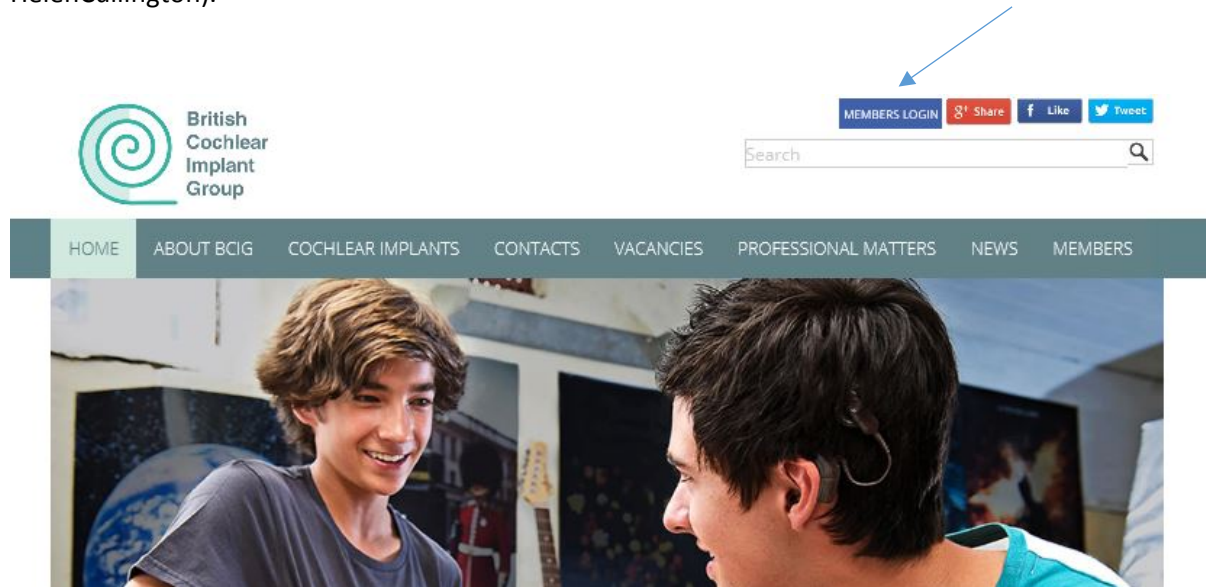 HelenCullington).
British
Cochlear
Implant
Group
MEMBERS LOGIN g+ Share f Like Tweet
Search
HOME ABOUT BCIG COCHLEAR IMPLANTS CONTACTS VACANCIES PROFESSIONAL MATTERS NEWS MEMBERS